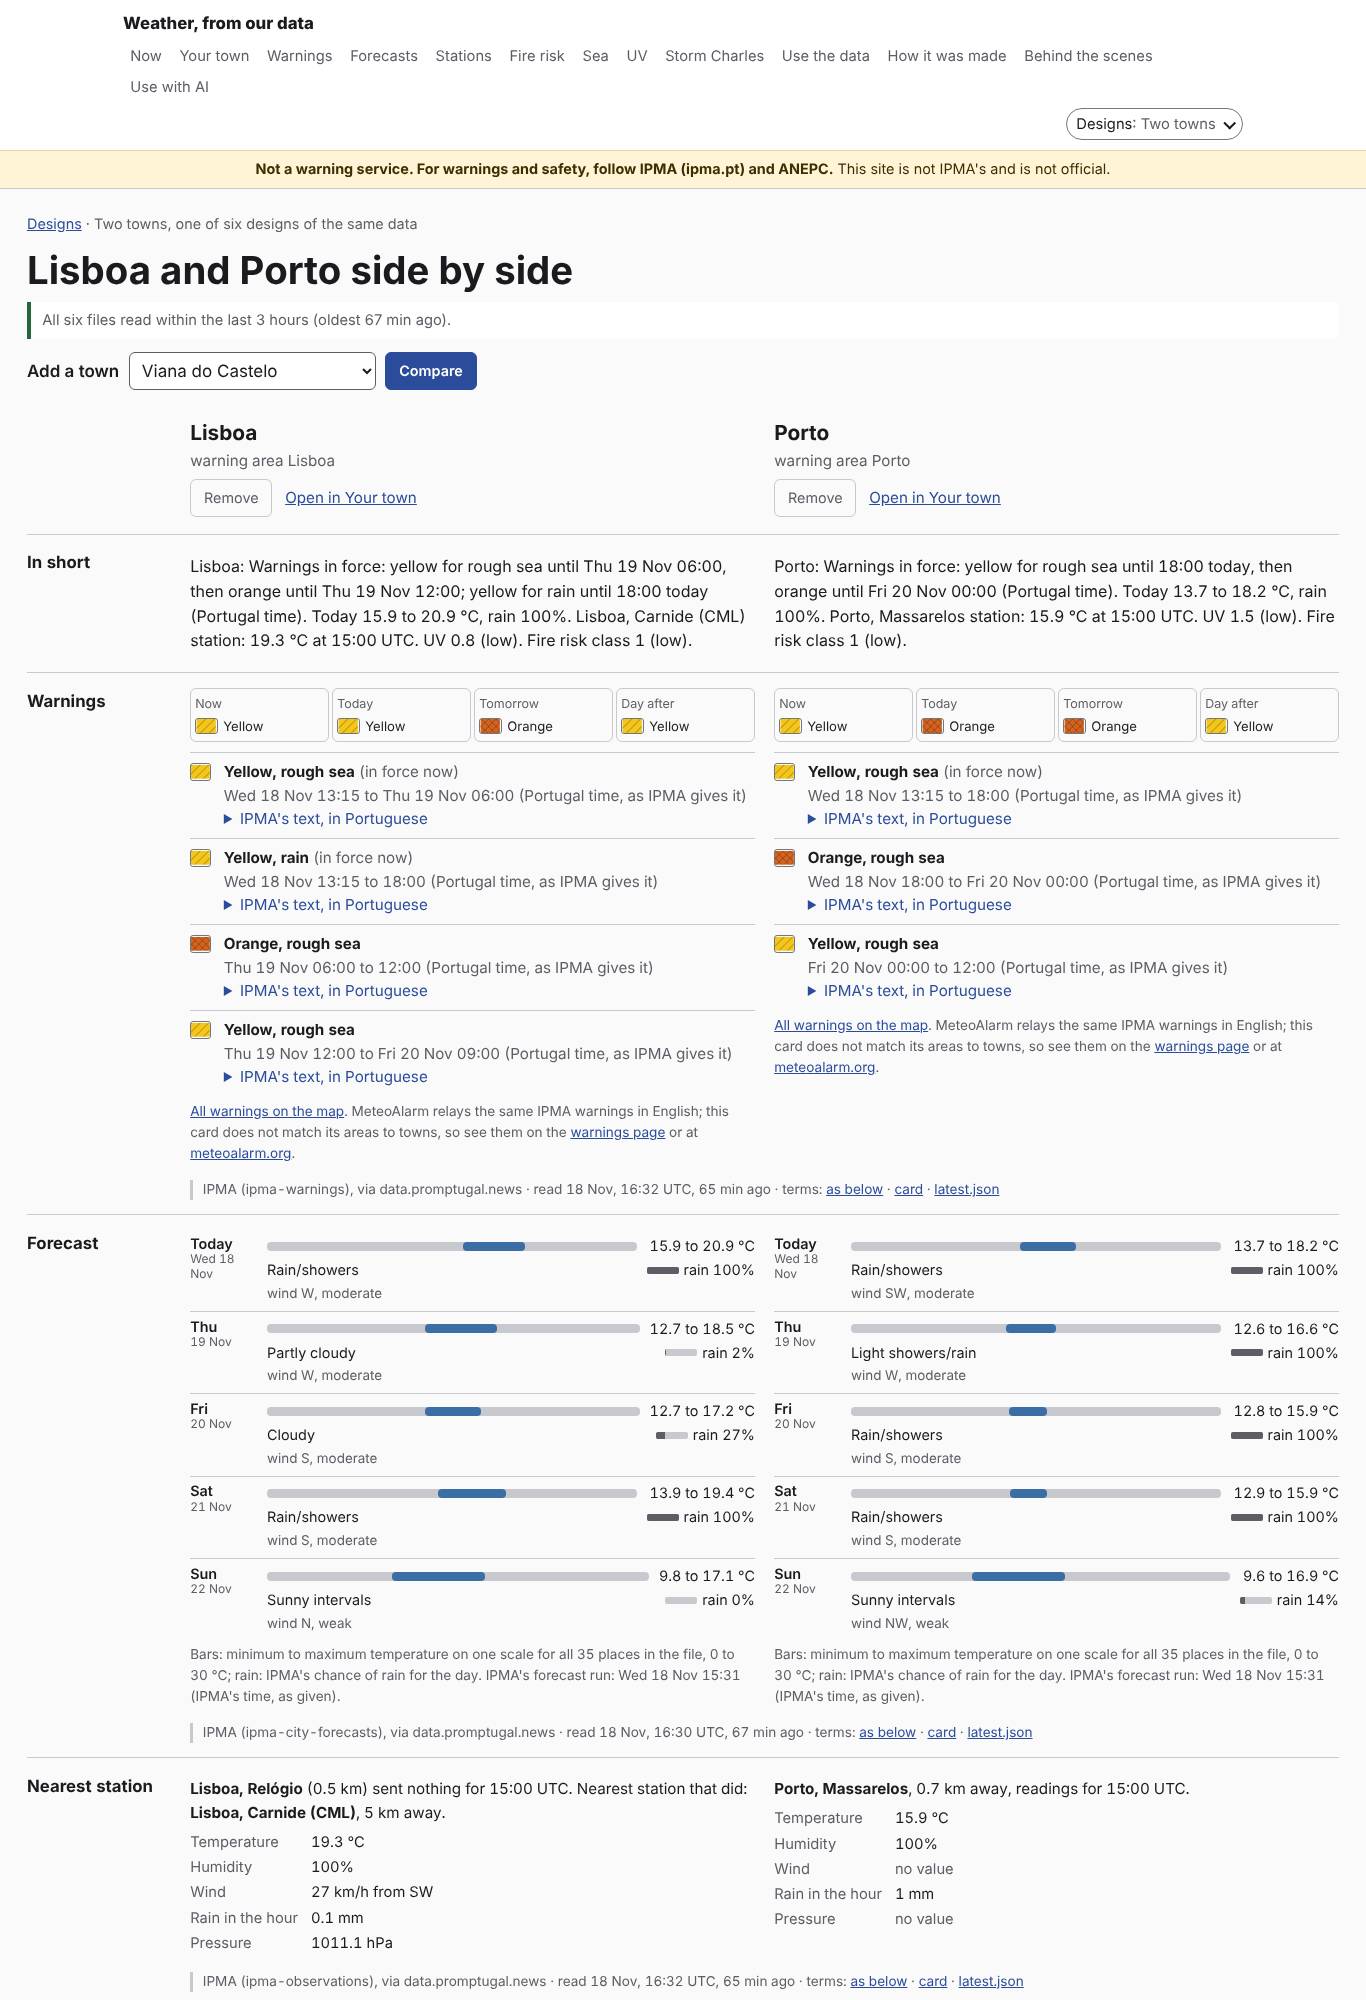 Weather, from our data
Now Your town Warnings Forecasts Stations Fire risk Sea UV Storm Charles Use the data How it was made Behind the scenes
Use with AI
Designs: Two towns
Not a warning service. For warnings and safety, follow IPMA (ipma.pt) and ANEPC. This site is not IPMA's and is not official.
Designs · Two towns, one of six designs of the same data
Lisboa and Porto side by side
All six files read within the last 3 hours (oldest 67 min ago).
Add a town Viana do Castelo Compare
Lisboa
warning area Lisboa
Remove Open in Your town
Porto
warning area Porto
Remove Open in Your town
In short
Lisboa: Warnings in force: yellow for rough sea until Thu 19 Nov 06:00,
then orange until Thu 19 Nov 12:00; yellow for rain until 18:00 today
(Portugal time). Today 15.9 to 20.9 °C, rain 100%. Lisboa, Carnide (CML)
station: 19.3 °C at 15:00 UTC. UV 0.8 (low). Fire risk class 1 (low).
Porto: Warnings in force: yellow for rough sea until 18:00 today, then
orange until Fri 20 Nov 00:00 (Portugal time). Today 13.7 to 18.2 °C, rain
100%. Porto, Massarelos station: 15.9 °C at 15:00 UTC. UV 1.5 (low). Fire
risk class 1 (low).
Warnings
Now Today Tomorrow Day after
Yellow Yellow Orange Yellow
Yellow, rough sea (in force now)
Wed 18 Nov 13:15 to Thu 19 Nov 06:00 (Portugal time, as IPMA gives it)
IPMA's text, in Portuguese
Yellow, rain (in force now)
Wed 18 Nov 13:15 to 18:00 (Portugal time, as IPMA gives it)
IPMA's text, in Portuguese
Orange, rough sea
Thu 19 Nov 06:00 to 12:00 (Portugal time, as IPMA gives it)
IPMA's text, in Portuguese
Yellow, rough sea
Thu 19 Nov 12:00 to Fri 20 Nov 09:00 (Portugal time, as IPMA gives it)
IPMA's text, in Portuguese
All warnings on the map. MeteoAlarm relays the same IPMA warnings in English; this
card does not match its areas to towns, so see them on the warnings page or at
meteoalarm.org.
Now Today Tomorrow Day after
Yellow Orange Orange Yellow
Yellow, rough sea (in force now)
Wed 18 Nov 13:15 to 18:00 (Portugal time, as IPMA gives it)
IPMA's text, in Portuguese
Orange, rough sea
Wed 18 Nov 18:00 to Fri 20 Nov 00:00 (Portugal time, as IPMA gives it)
IPMA's text, in Portuguese
Yellow, rough sea
Fri 20 Nov 00:00 to 12:00 (Portugal time, as IPMA gives it)
IPMA's text, in Portuguese
All warnings on the map. MeteoAlarm relays the same IPMA warnings in English; this
card does not match its areas to towns, so see them on the warnings page or at
meteoalarm.org.
IPMA (ipma-warnings), via data.promptugal.news · read 18 Nov, 16:32 UTC, 65 min ago · terms: as below · card · latest.json
Forecast
Today 15.9 to 20.9 °C
Wed 18
Nov
Rain/showers rain 100%
wind W, moderate
Thu 12.7 to 18.5 °C
19 Nov
Partly cloudy rain 2%
wind W, moderate
Fri 12.7 to 17.2 °C
20 Nov
Cloudy rain 27%
wind S, moderate
Sat 13.9 to 19.4 °C
21 Nov
Rain/showers rain 100%
wind S, moderate
Sun 9.8 to 17.1 °C
22 Nov
Sunny intervals rain 0%
wind N, weak
Bars: minimum to maximum temperature on one scale for all 35 places in the file, 0 to
30 °C; rain: IPMA's chance of rain for the day. IPMA's forecast run: Wed 18 Nov 15:31
(IPMA's time, as given).
Today 13.7 to 18.2 °C
Wed 18
Nov
Rain/showers rain 100%
wind SW, moderate
Thu 12.6 to 16.6 °C
19 Nov
Light showers/rain rain 100%
wind W, moderate
Fri 12.8 to 15.9 °C
20 Nov
Rain/showers rain 100%
wind S, moderate
Sat 12.9 to 15.9 °C
21 Nov
Rain/showers rain 100%
wind S, moderate
Sun 9.6 to 16.9 °C
22 Nov
Sunny intervals rain 14%
wind NW, weak
Bars: minimum to maximum temperature on one scale for all 35 places in the file, 0 to
30 °C; rain: IPMA's chance of rain for the day. IPMA's forecast run: Wed 18 Nov 15:31
(IPMA's time, as given).
IPMA (ipma-city-forecasts), via data.promptugal.news · read 18 Nov, 16:30 UTC, 67 min ago · terms: as below · card · latest.json
Nearest station
Lisboa, Relógio (0.5 km) sent nothing for 15:00 UTC. Nearest station that did:
Lisboa, Carnide (CML), 5 km away.
Temperature 19.3 °C
Humidity 100%
Wind 27 km/h from SW
Rain in the hour 0.1 mm
Pressure 1011.1 hPa
Porto, Massarelos, 0.7 km away, readings for 15:00 UTC.
Temperature 15.9 °C
Humidity 100%
Wind no value
Rain in the hour 1 mm
Pressure no value
IPMA (ipma-observations), via data.promptugal.news · read 18 Nov, 16:32 UTC, 65 min ago · terms: as below · card · latest.json